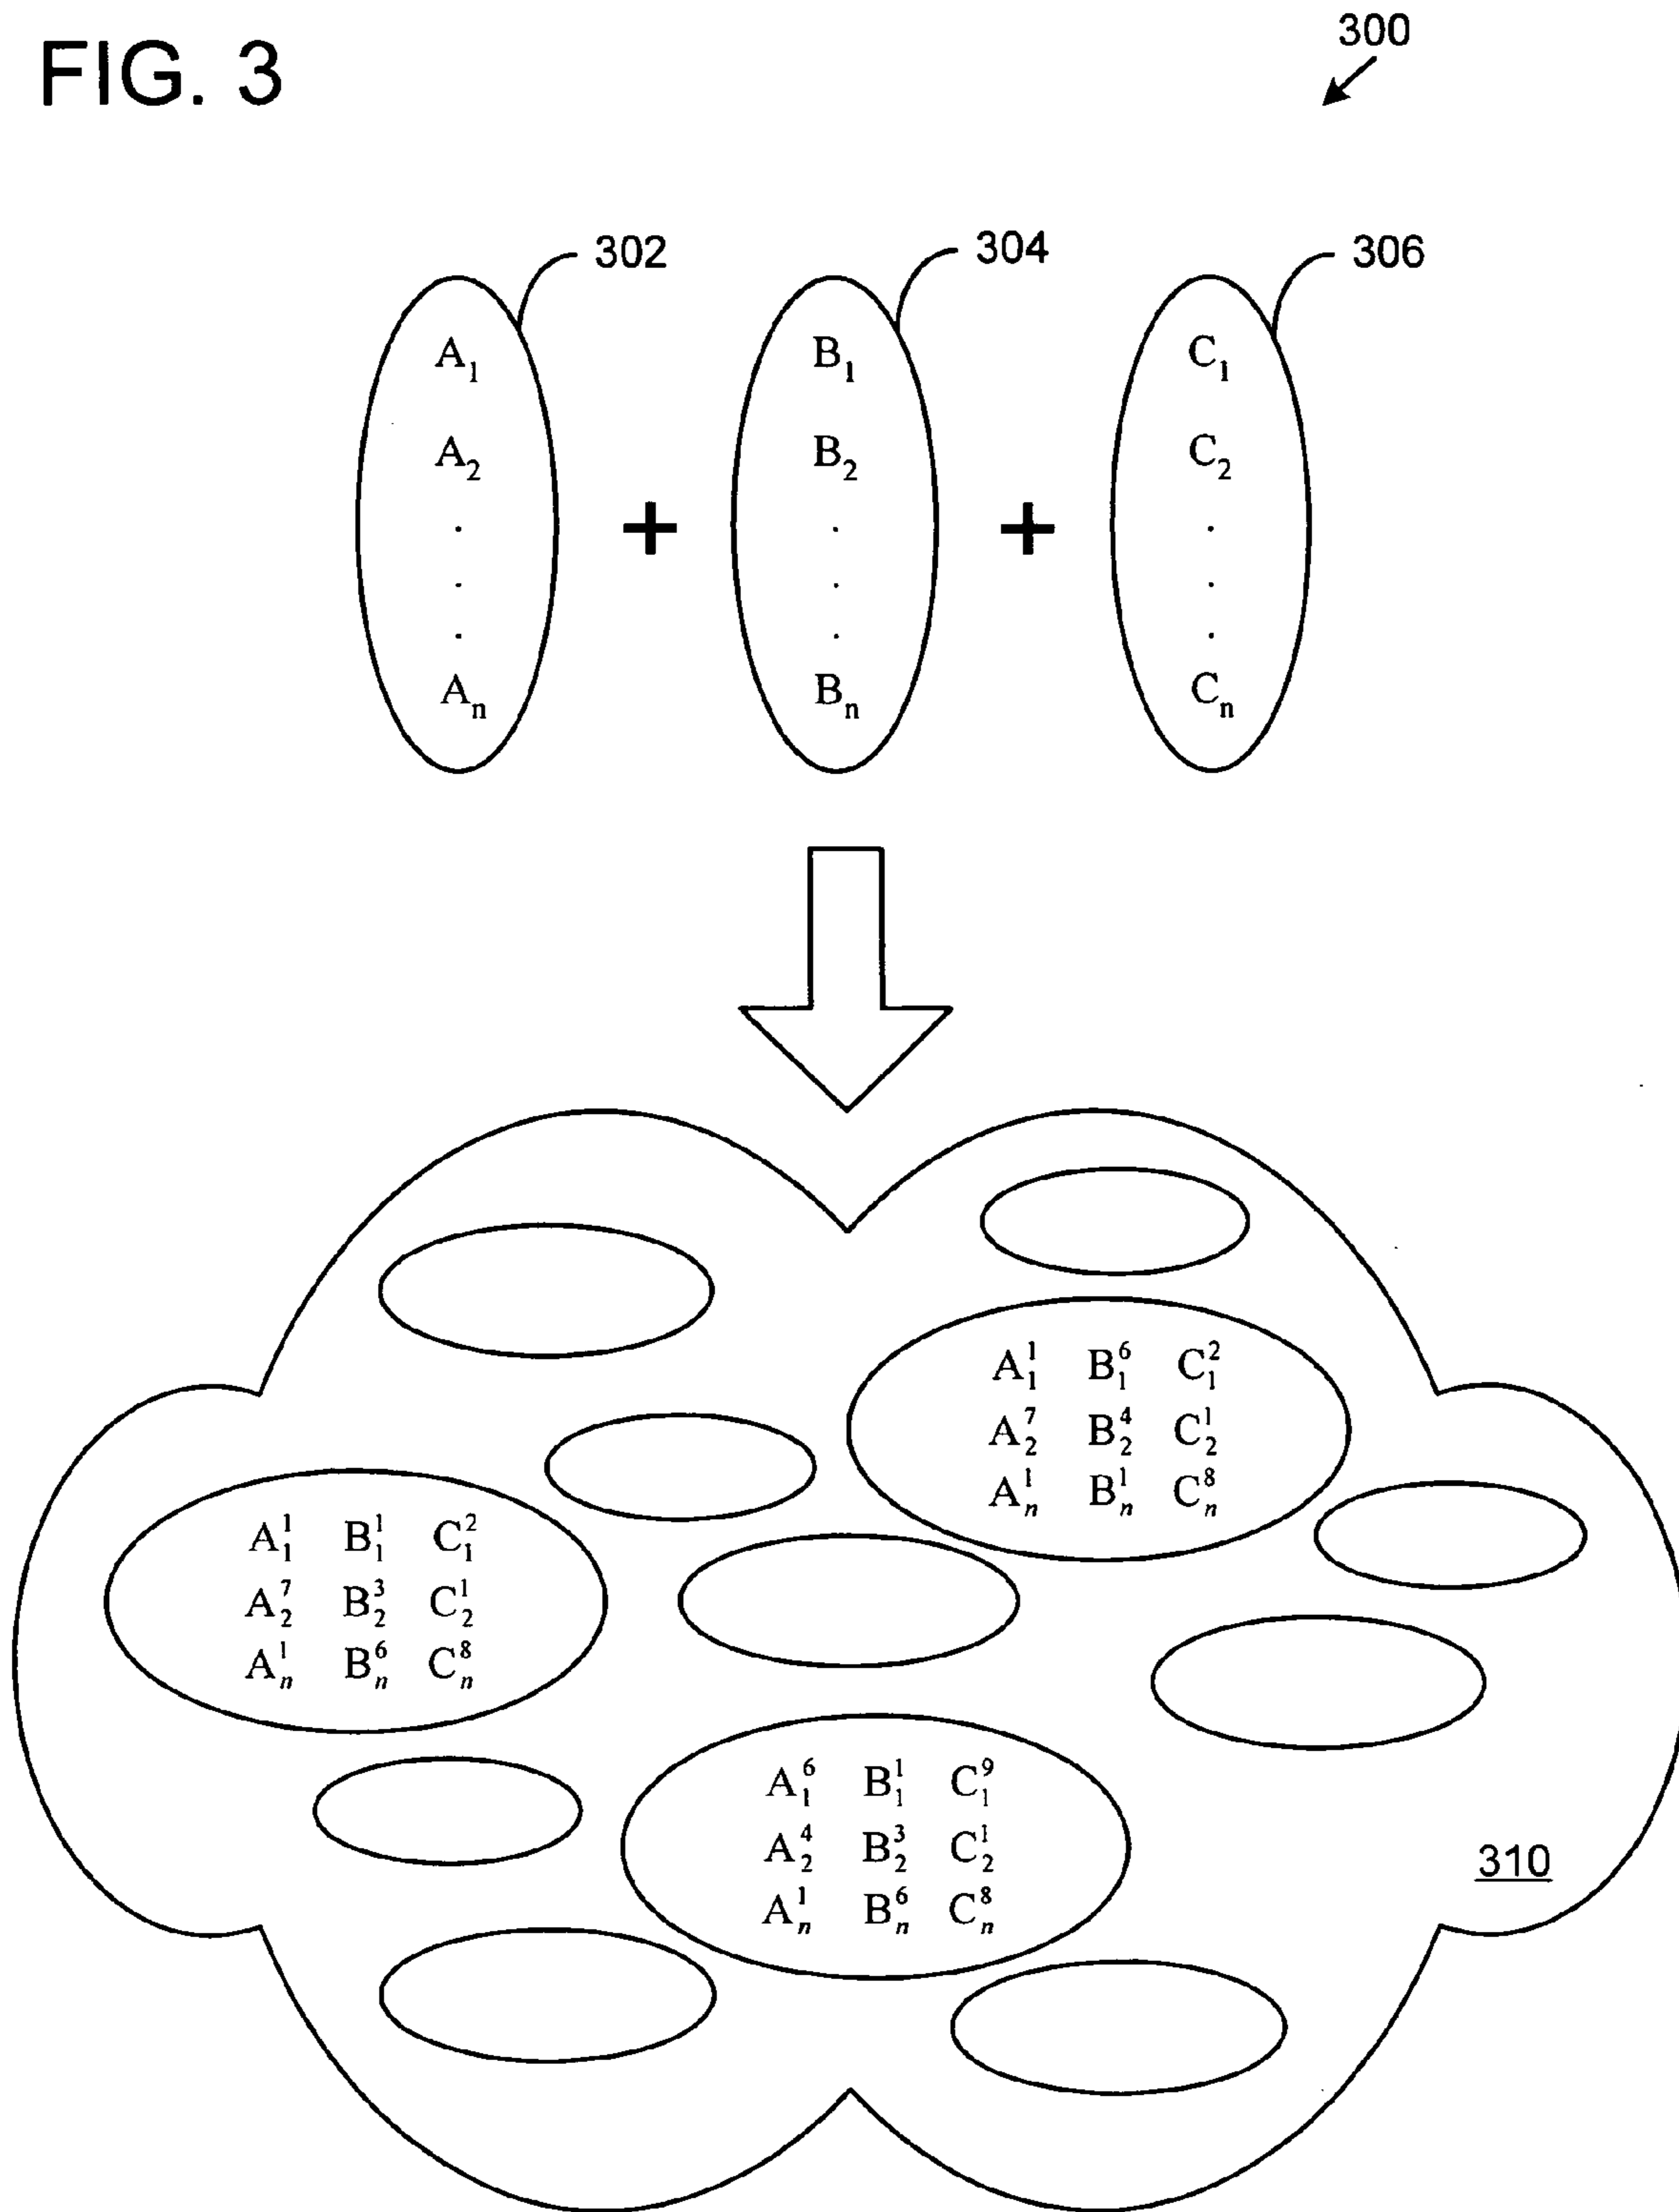 FIG. 3
300
302 304 306
A₁ B₁ C₁
A₂ B₂ C₂
. . .
. + . + .
. . .
Aₙ Bₙ Cₙ
A₁¹ B₁⁶ C₁²
A₂⁷ B₂⁴ C₂¹
Aₙ¹ Bₙ¹ Cₙ⁸
A₁¹ B₁¹ C₁²
A₂⁷ B₂³ C₂¹
Aₙ¹ Bₙ⁶ Cₙ⁸
A₁⁶ B₁¹ C₁⁹
A₂⁴ B₂³ C₂¹
Aₙ¹ Bₙ⁶ Cₙ⁸
310